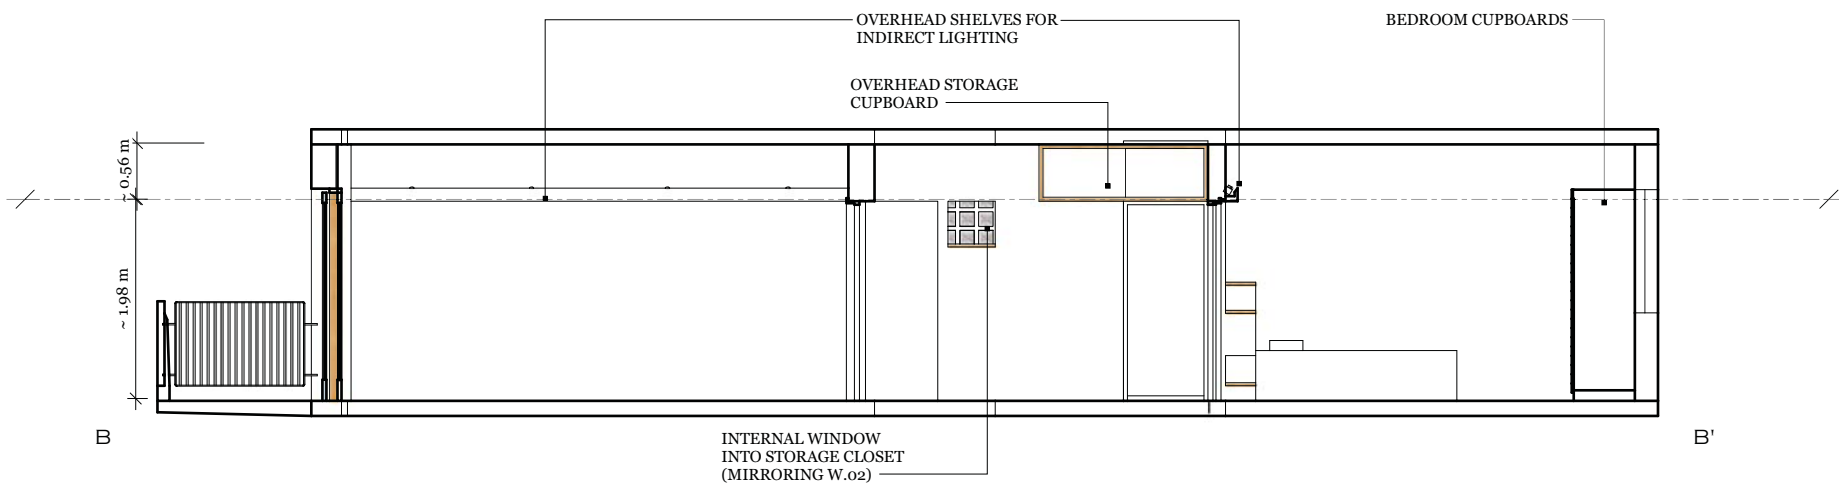 OVERHEAD SHELVES FOR
INDIRECT LIGHTING
BEDROOM CUPBOARDS
OVERHEAD STORAGE
CUPBOARD
~ 0.56 m
~ 1.98 m
B
B'
INTERNAL WINDOW
INTO STORAGE CLOSET
(MIRRORING W.02)